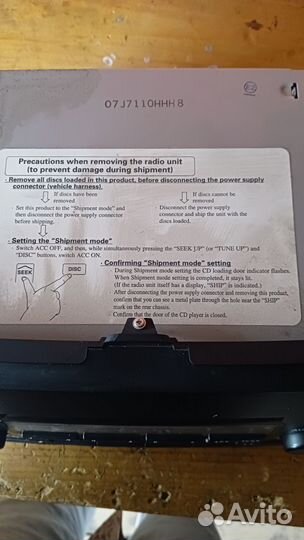 07J7110HHH8
Precautions when removing the radio unit
(to prevent damage during shipment)
· Remove all discs loaded in this product, before disconnecting the power supply
connector (vehicle harness).
If discs have been
removed
If discs cannot be
removed
- Set this product to the "Shipment mode" and
then disconnect the power supply connector
before shipping.
- Disconnect the power supply
connector and ship the unit with the
discs loaded.
· Setting the "Shipment mode"
- Switch ACC OFF, and then, while simultaneously pressing the "SEEK [/\]" (or "TUNE UP") and
"DISC" buttons, switch ACC ON.
SEEK
DISC
· Confirming "Shipment mode" setting
During Shipment mode setting the CD loading door indicator flashes.
When Shipment mode setting is completed, it stays lit.
(If the radio unit itself has a display, "SHIP" is indicated.)
- After disconnecting the power supply connector and removing this product,
confirm that you can see a metal plate through the hole near the "SHIP"
mark on the rear chassis.
- Confirm that the door of the CD player is closed.
Avito